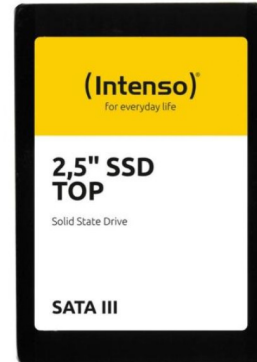 (Intenso)®
for everyday life
2,5" SSD
TOP
Solid State Drive
SATA III